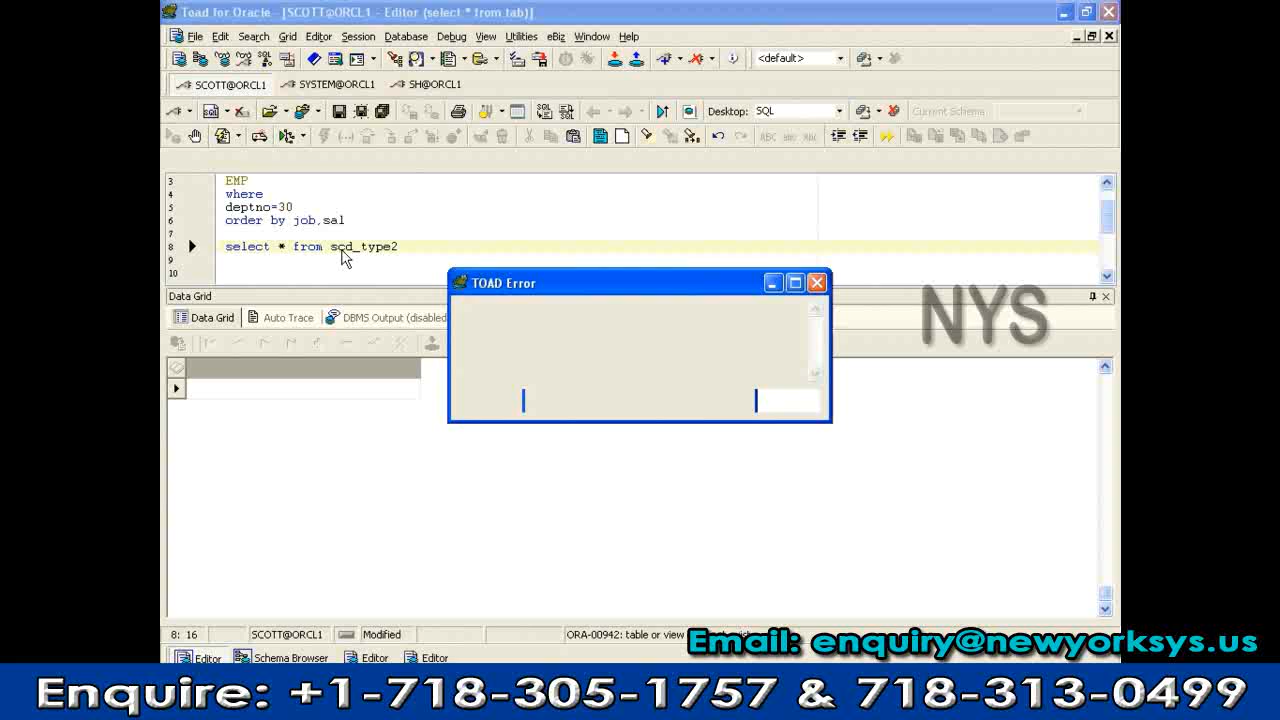 Toad for Oracle - [SCOTT@ORCL1 - Editor (select * from tab)]
File Edit Search Grid Editor Session Database Debug View Utilities eBiz Window Help
<default>
SCOTT@ORCL1 SYSTEM@ORCL1 SH@ORCL1
SQL Desktop: SQL Current Schema
ABC
3 EMP
4 where
5 deptno=30
6 order by job,sal
7
8 select * from scd_type2
9
10
TOAD Error
Data Grid
NYS
Data Grid Auto Trace DBMS Output (disabled
8: 16 SCOTT@ORCL1 Modified ORA-00942: table or view
Email: enquiry@newyorksys.us
Editor Schema Browser Editor Editor
Enquire: +1-718-305-1757 & 718-313-0499